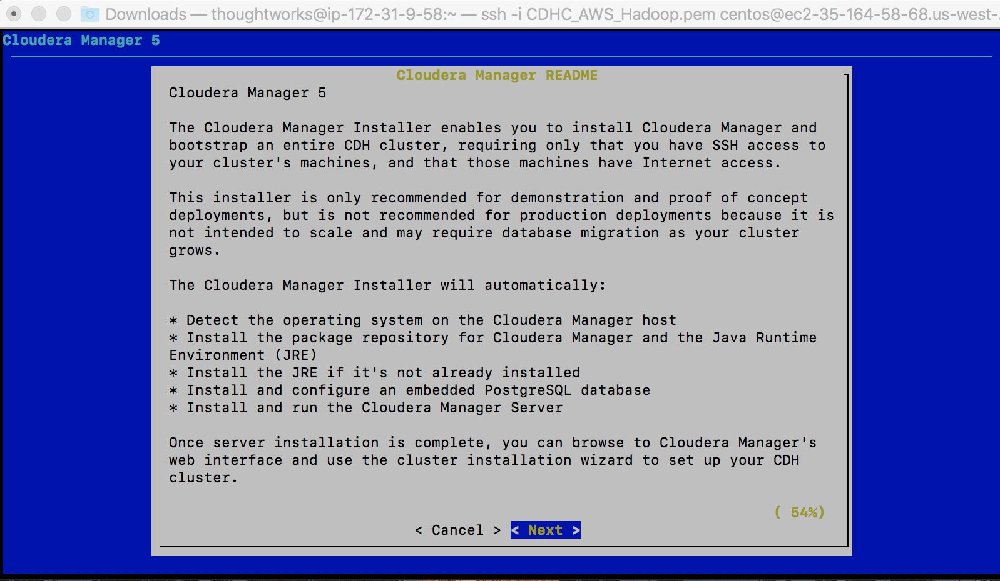 Downloads — thoughtworks@ip-172-31-9-58:~ — ssh -i CDHC_AWS_Hadoop.pem centos@ec2-35-164-58-68.us-west-
Cloudera Manager 5
Cloudera Manager README
Cloudera Manager 5
The Cloudera Manager Installer enables you to install Cloudera Manager and
bootstrap an entire CDH cluster, requiring only that you have SSH access to
your cluster's machines, and that those machines have Internet access.
This installer is only recommended for demonstration and proof of concept
deployments, but is not recommended for production deployments because it is
not intended to scale and may require database migration as your cluster
grows.
The Cloudera Manager Installer will automatically:
* Detect the operating system on the Cloudera Manager host
* Install the package repository for Cloudera Manager and the Java Runtime
Environment (JRE)
* Install the JRE if it's not already installed
* Install and configure an embedded PostgreSQL database
* Install and run the Cloudera Manager Server
Once server installation is complete, you can browse to Cloudera Manager's
web interface and use the cluster installation wizard to set up your CDH
cluster.
( 54%)
< Cancel > < Next >